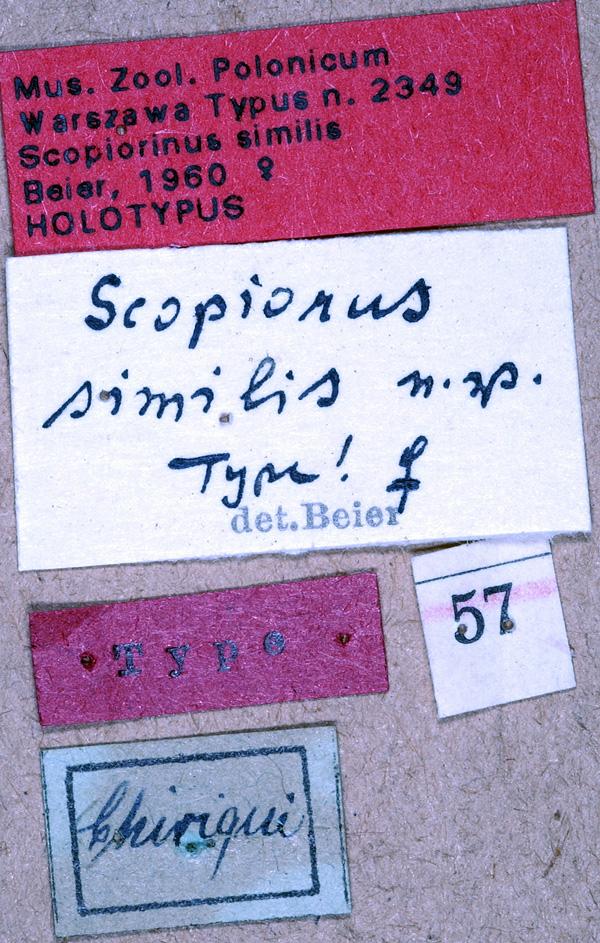 Mus. Zool. Polonicum
Warszawa Typus n. 2349
Scopiorinus similis
Beier, 1960 ♀
HOLOTYPUS
Scopiorus
similis n.sp.
Type! ♀
det. Beier
57
Type
Chiriqui